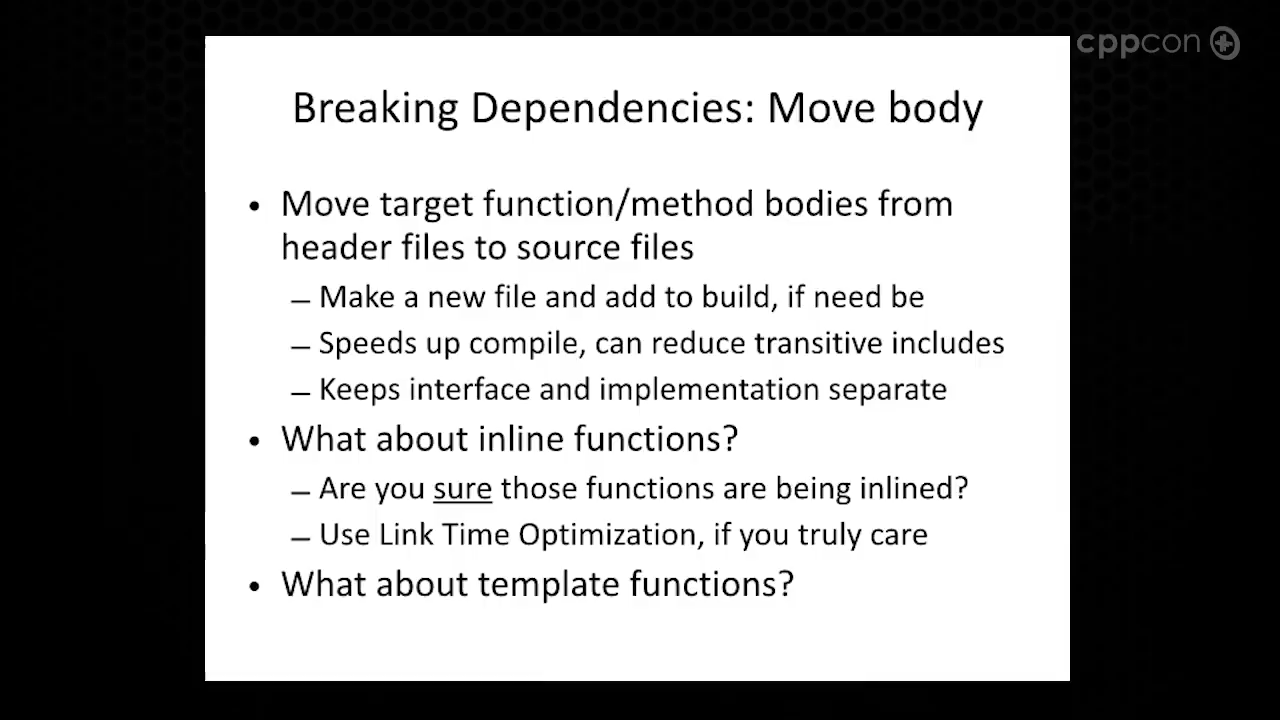 cppcon
Breaking Dependencies: Move body
• Move target function/method bodies from
header files to source files
– Make a new file and add to build, if need be
– Speeds up compile, can reduce transitive includes
– Keeps interface and implementation separate
• What about inline functions?
– Are you sure those functions are being inlined?
– Use Link Time Optimization, if you truly care
• What about template functions?